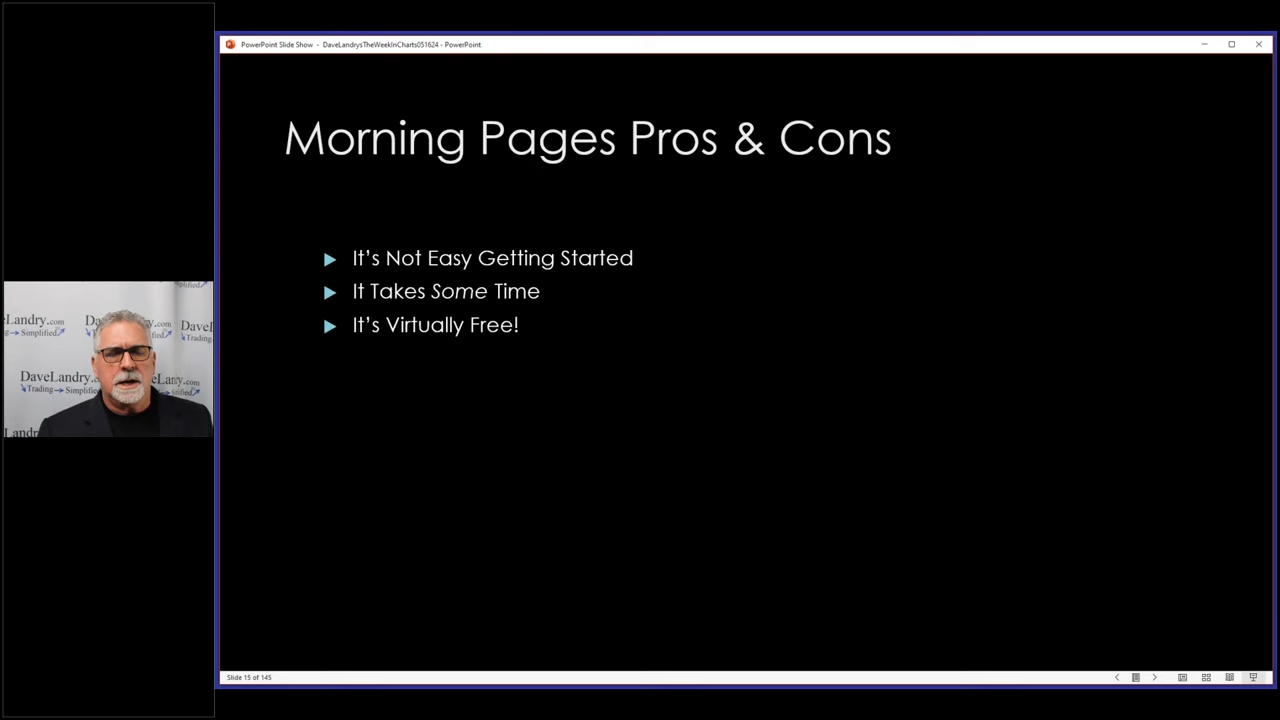 PowerPoint Slide Show - DaveLandrysTheWeekInCharts051624 - PowerPoint
Morning Pages Pros & Cons
It's Not Easy Getting Started
It Takes Some Time
It's Virtually Free!
DaveLandry.com
Trading Simplified
Slide 15 of 145